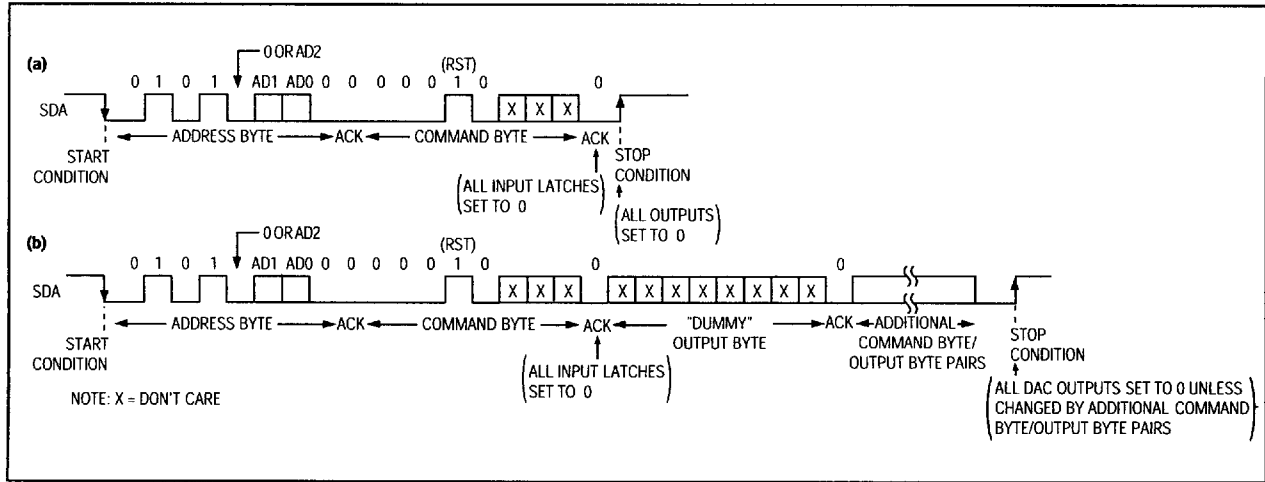 (a)
0 OR AD2
0 1 0 1 AD1 AD0 0 0 0 0 0 (RST) 1 0 0
SDA
X X X
ADDRESS BYTE ACK COMMAND BYTE ACK
START CONDITION
STOP CONDITION
(ALL INPUT LATCHES SET TO 0)
(ALL OUTPUTS SET TO 0)
(b)
0 OR AD2
0 1 0 1 AD1 AD0 0 0 0 0 0 (RST) 1 0 0 0
SDA
X X X X X X X X X X X
ADDRESS BYTE ACK COMMAND BYTE ACK "DUMMY" OUTPUT BYTE ACK ADDITIONAL COMMAND BYTE/ OUTPUT BYTE PAIRS
START CONDITION
STOP CONDITION
(ALL INPUT LATCHES SET TO 0)
(ALL DAC OUTPUTS SET TO 0 UNLESS CHANGED BY ADDITIONAL COMMAND BYTE/OUTPUT BYTE PAIRS)
NOTE: X = DON'T CARE